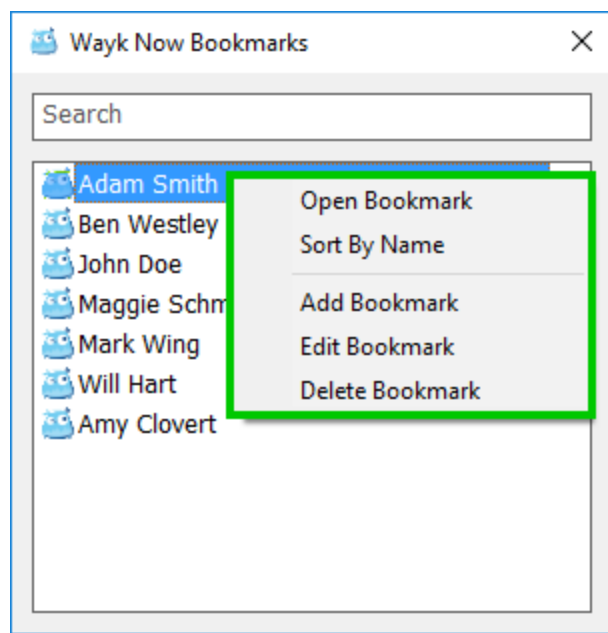 Wayk Now Bookmarks
Search
Adam Smith
Ben Westley
John Doe
Maggie Schm
Mark Wing
Will Hart
Amy Clovert
Open Bookmark
Sort By Name
Add Bookmark
Edit Bookmark
Delete Bookmark